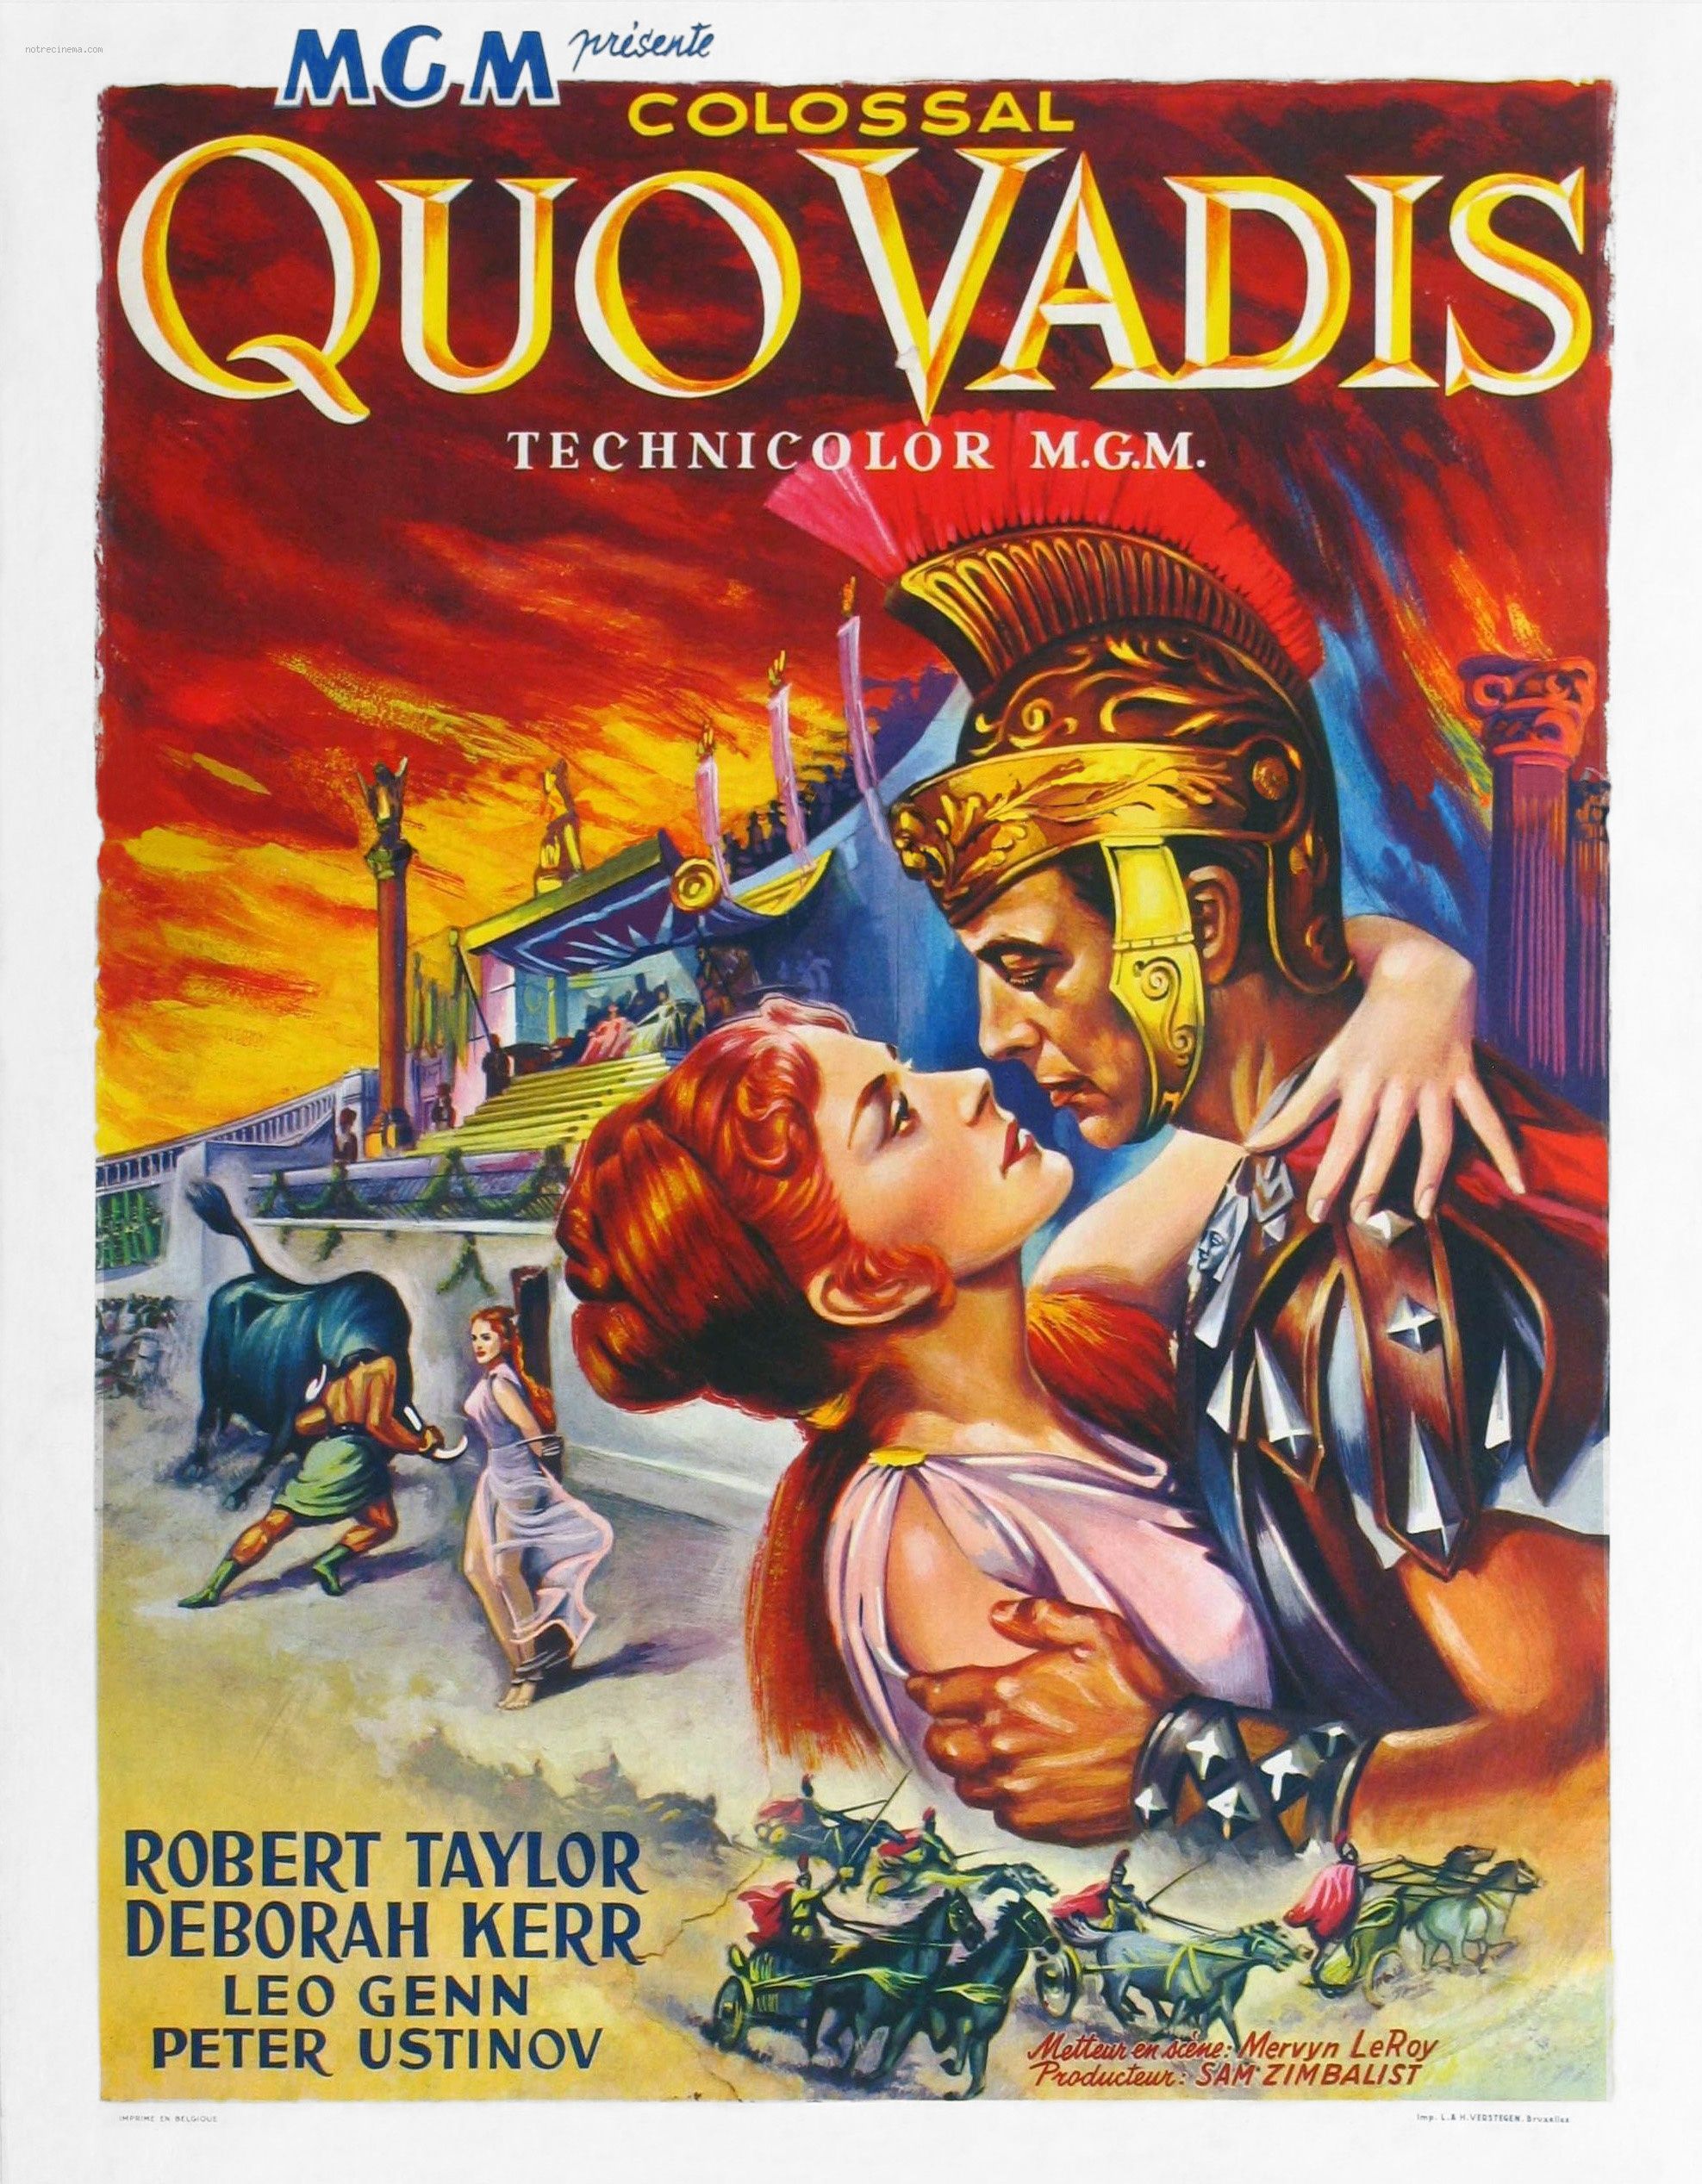 notrecinema.com
MGM présente
COLOSSAL
QUO VADIS
TECHNICOLOR M.G.M.
ROBERT TAYLOR
DEBORAH KERR
LEO GENN
PETER USTINOV
Metteur en scène: Mervyn LeRoy
Producteur: SAM ZIMBALIST
IMPRIME EN BELGIQUE
Imp. L. & H. VERSTEGEN. Bruxelles